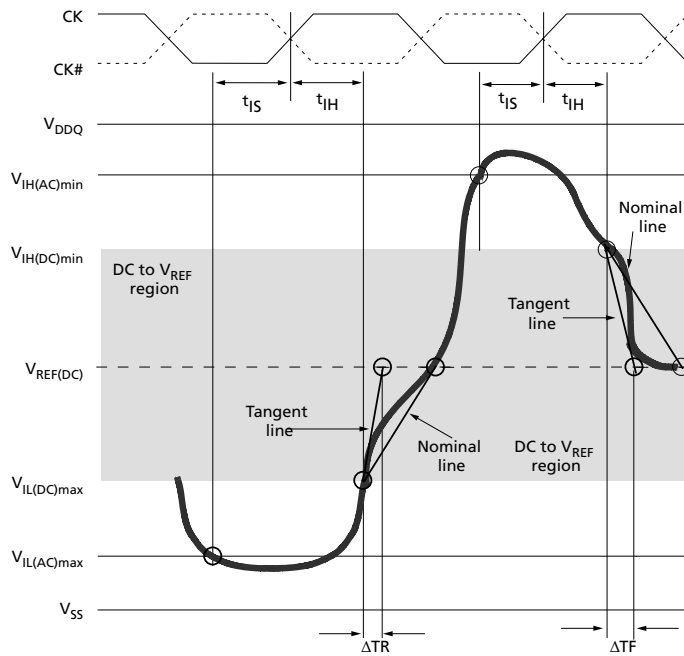 CK
CK#
tIS
tIH
tIS
tIH
VDDQ
VIH(AC)min
Nominal
line
VIH(DC)min
DC to VREF
region
Tangent
line
VREF(DC)
Tangent
line
Nominal
line
DC to VREF
region
VIL(DC)max
VIL(AC)max
VSS
ΔTR
ΔTF